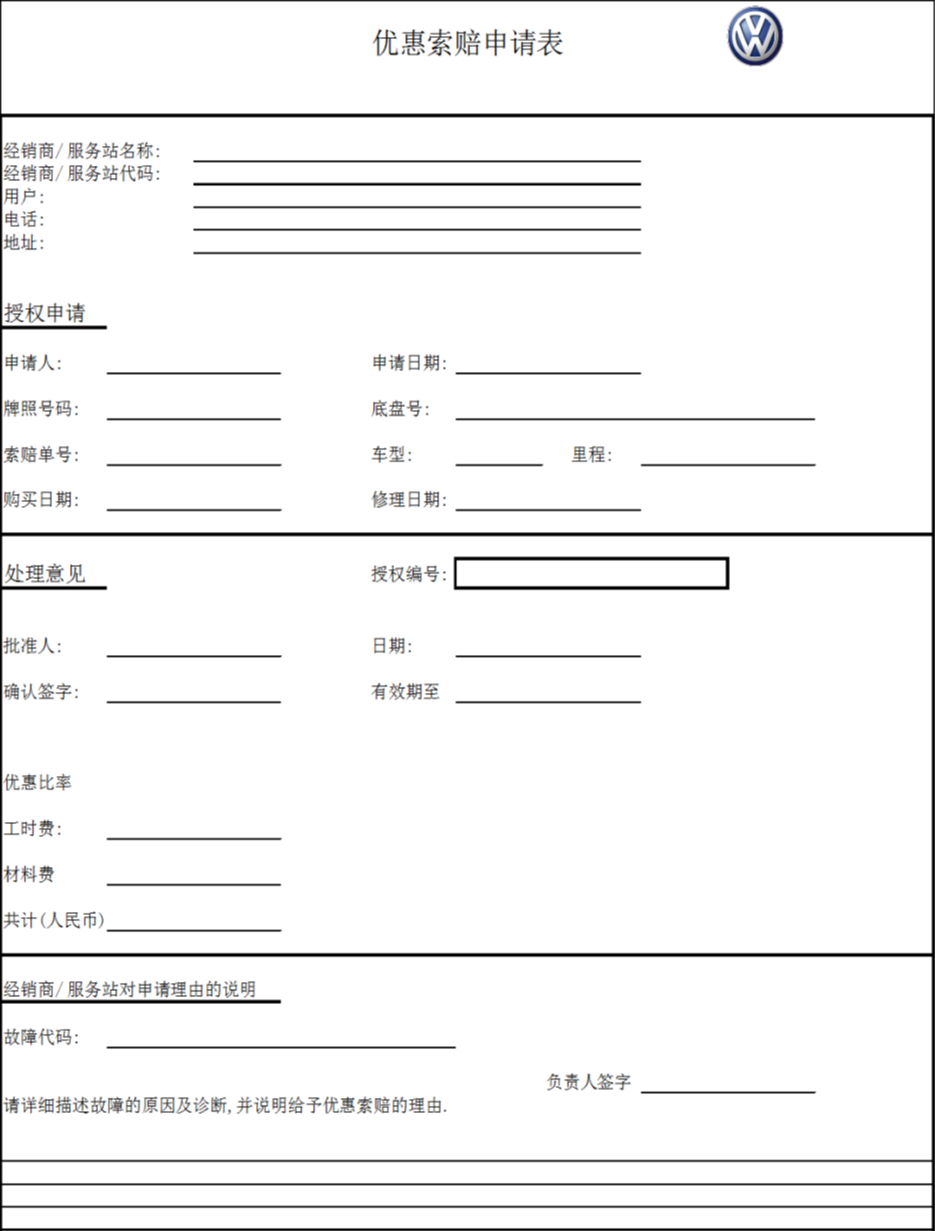 优惠索赔申请表
经销商/服务站名称:
经销商/服务站代码:
用户:
电话:
地址:
授权申请
申请人: 申请日期:
牌照号码: 底盘号:
索赔单号: 车型: 里程:
购买日期: 修理日期:
处理意见 授权编号:
批准人: 日期:
确认签字: 有效期至
优惠比率
工时费:
材料费
共计(人民币)
经销商/服务站对申请理由的说明
故障代码:
负责人签字
请详细描述故障的原因及诊断,并说明给予优惠索赔的理由.